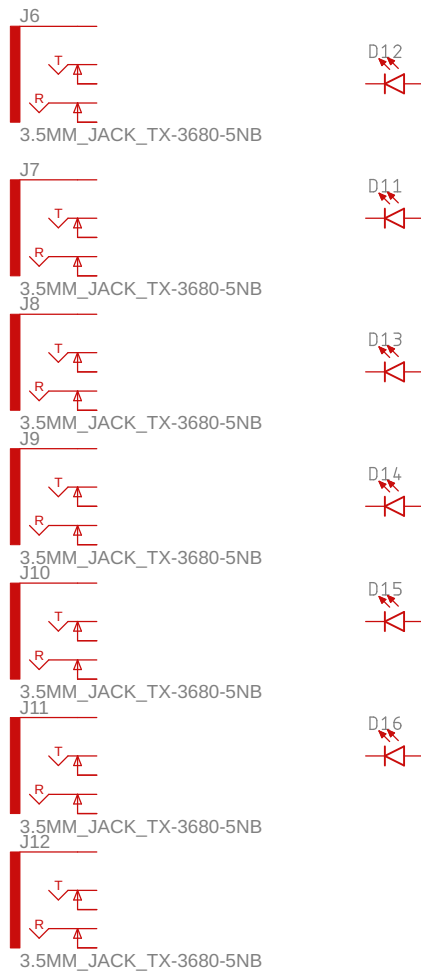 J6
D12
T
R
3.5MM_JACK_TX-3680-5NB
J7
D11
T
R
3.5MM_JACK_TX-3680-5NB
J8
D13
T
R
3.5MM_JACK_TX-3680-5NB
J9
D14
T
R
3.5MM_JACK_TX-3680-5NB
J10
D15
T
R
3.5MM_JACK_TX-3680-5NB
J11
D16
T
R
3.5MM_JACK_TX-3680-5NB
J12
T
R
3.5MM_JACK_TX-3680-5NB